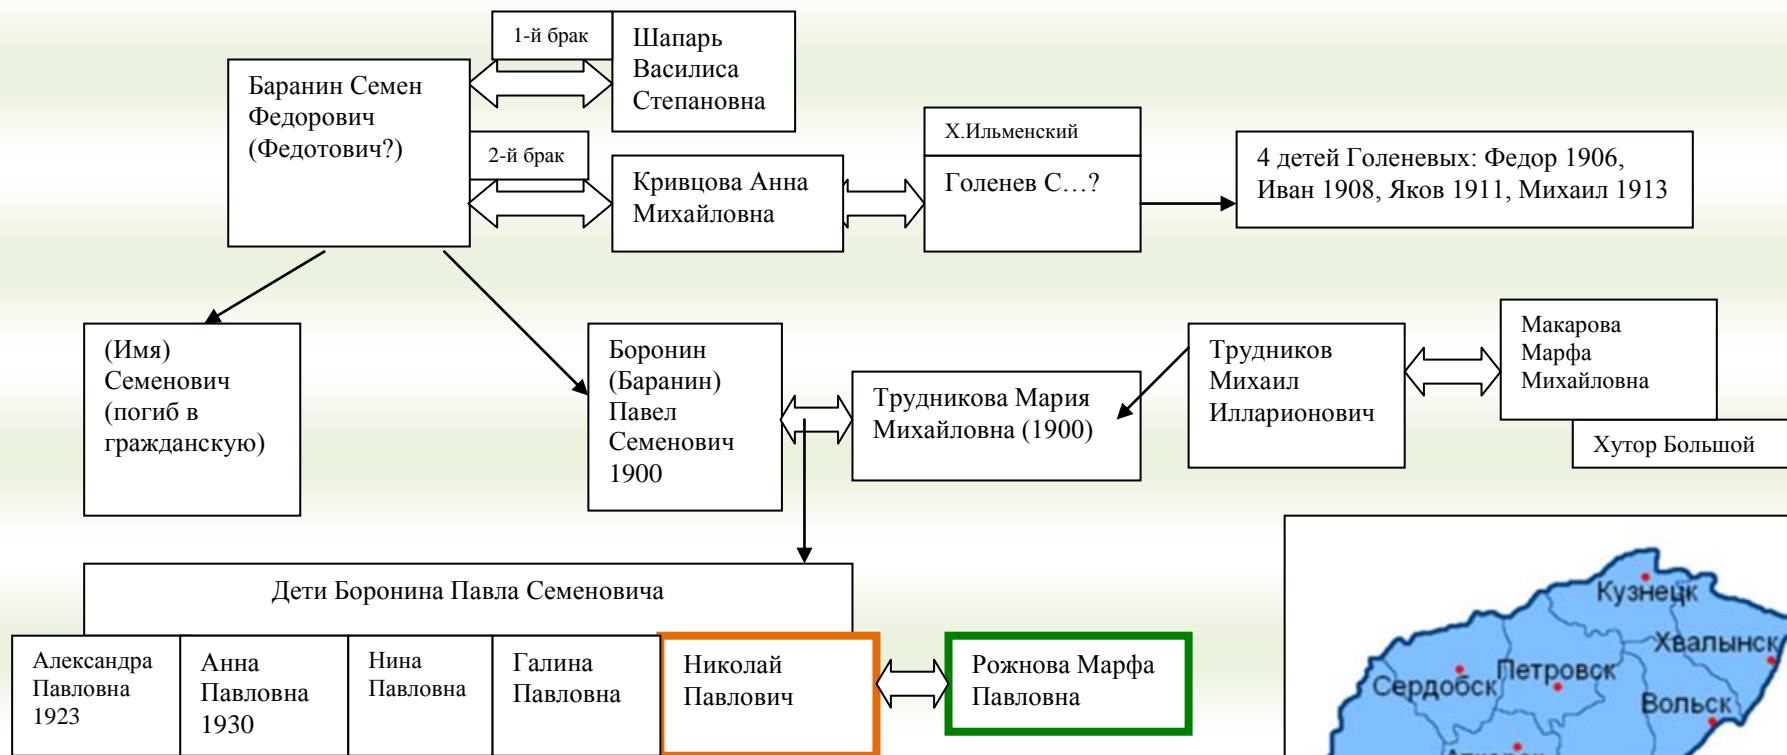 1-й брак
Шапарь
Василиса
Степановна
Баранин Семен
Федорович
(Федотович?)
2-й брак
Кривцова Анна
Михайловна
Х.Ильменский
Голенев С…?
4 детей Голеневых: Федор 1906,
Иван 1908, Яков 1911, Михаил 1913
(Имя)
Семенович
(погиб в
гражданскую)
Боронин
(Баранин)
Павел
Семенович
1900
Трудникова Мария
Михайловна (1900)
Трудников
Михаил
Илларионович
Макарова
Марфа
Михайловна
Хутор Большой
Дети Боронина Павла Семеновича
Александра
Павловна
1923
Анна
Павловна
1930
Нина
Павловна
Галина
Павловна
Николай
Павлович
Рожнова Марфа
Павловна
Кузнецк
Хвалынск
Петровск
Сердобск
Вольск